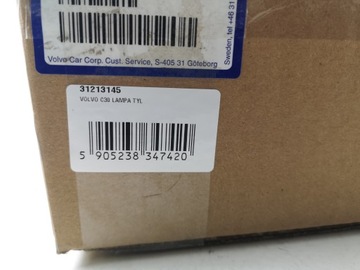 Volvo Car Corp. Cust. Service, S-405 31 Göteborg
Sweden, tel +46 31
31213145
VOLVO C30 LAMPA TYL
5 905238 347420